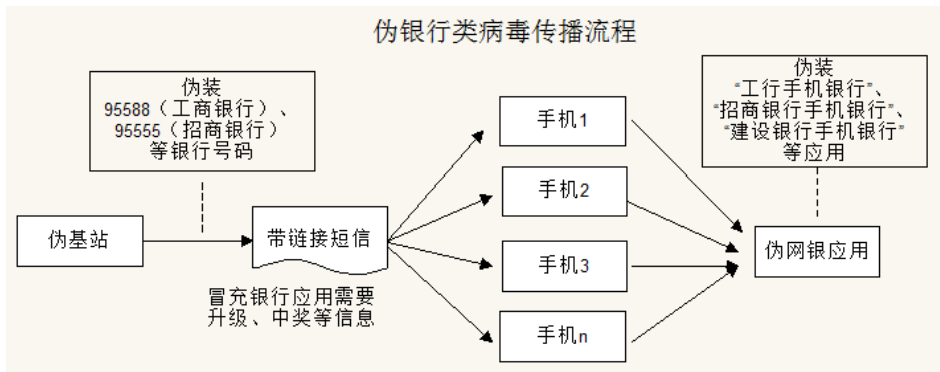 伪银行类病毒传播流程
伪装
95588（工商银行）、
95555（招商银行）
等银行号码
伪装
“工行手机银行”、
“招商银行手机银行”、
“建设银行手机银行”
等应用
手机1
手机2
手机3
手机n
伪基站
带链接短信
伪网银应用
冒充银行应用需要
升级、中奖等信息